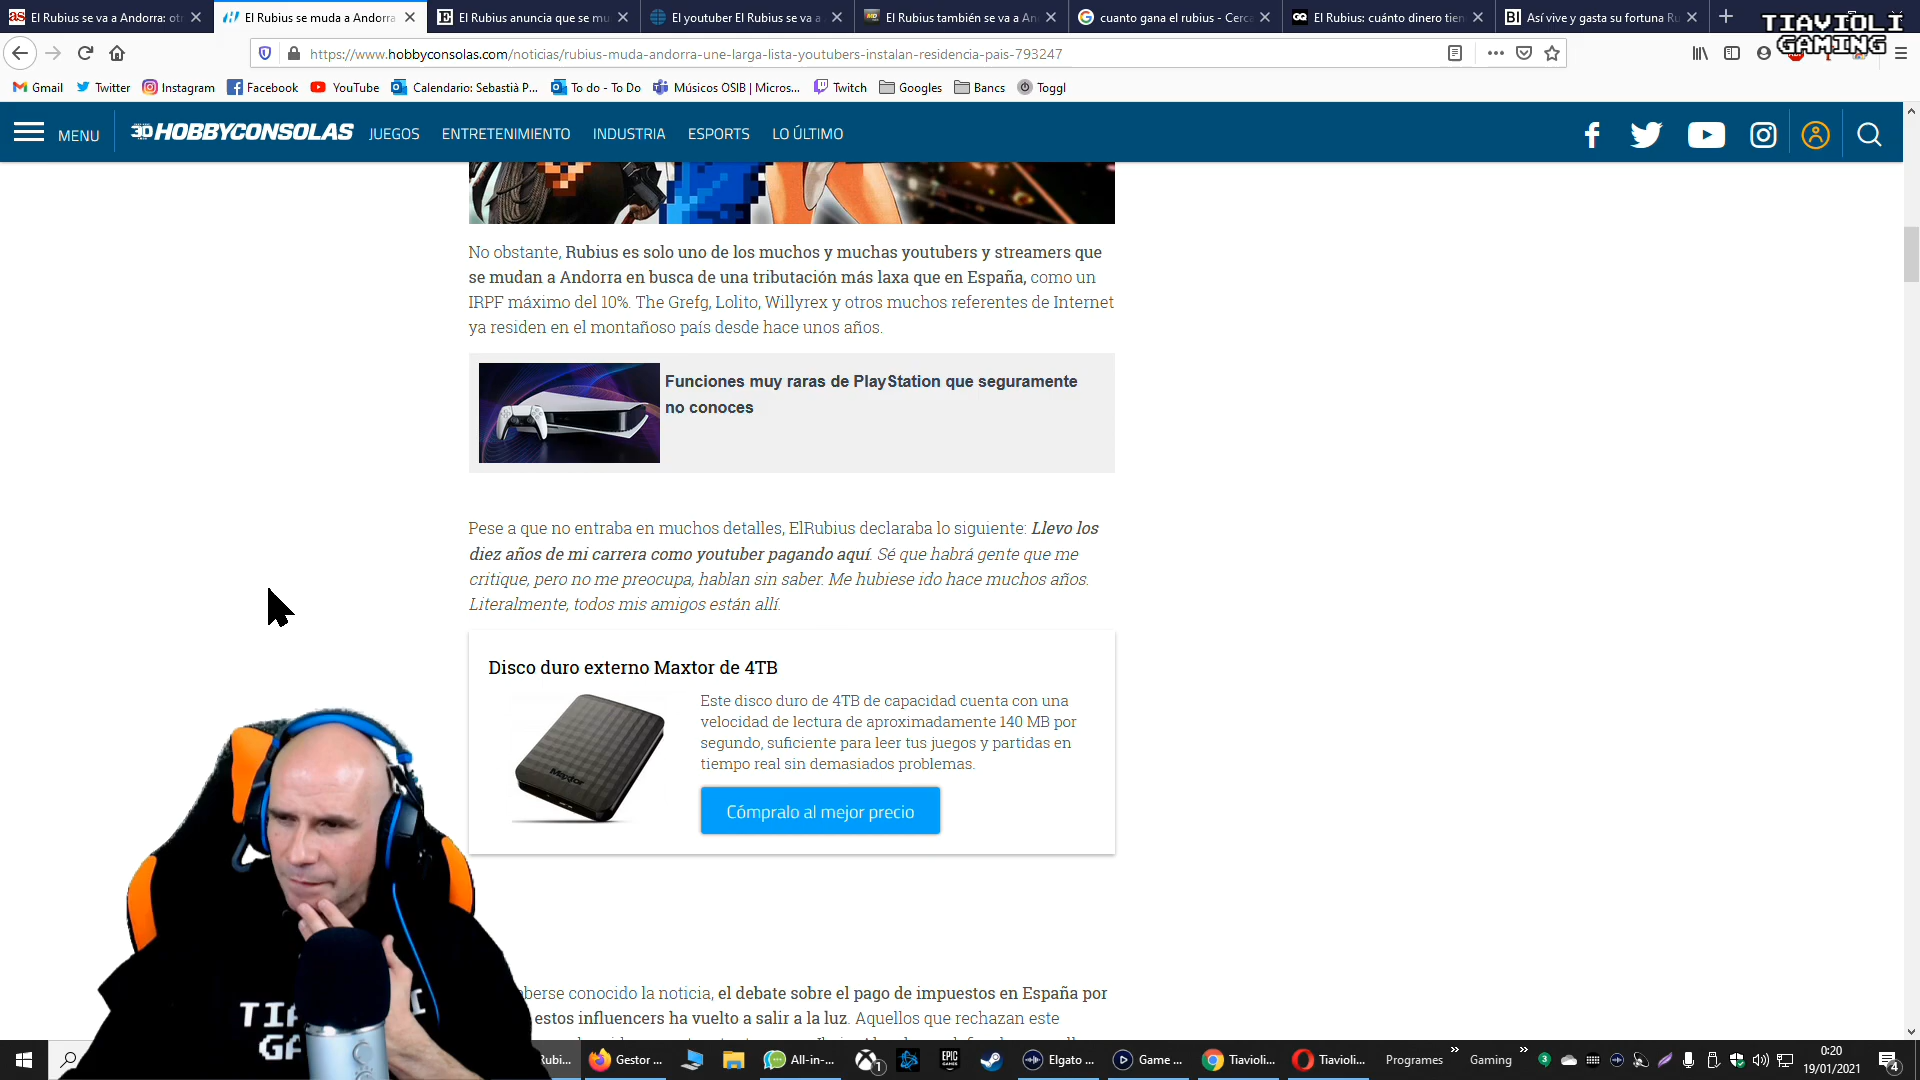 El Rubius se va a Andorra: otr
El Rubius se muda a Andorra
El Rubius anuncia que se mu
El youtuber El Rubius se va a
El Rubius también se va a An
cuanto gana el rubius - Cerca
El Rubius: cuánto dinero tien
Así vive y gasta su fortuna Ru
TIAVIOLI
GAMING
https://www.hobbyconsolas.com/noticias/rubius-muda-andorra-une-larga-lista-youtubers-instalan-residencia-pais-793247
Gmail Twitter Instagram Facebook YouTube Calendario: Sebastià P... To do - To Do Músicos OSIB | Micros... Twitch Googles Bancs Toggl
MENU HOBBYCONSOLAS JUEGOS ENTRETENIMIENTO INDUSTRIA ESPORTS LO ÚLTIMO
No obstante, Rubius es solo uno de los muchos y muchas youtubers y streamers que
se mudan a Andorra en busca de una tributación más laxa que en España, como un
IRPF máximo del 10%. The Grefg, Lolito, Willyrex y otros muchos referentes de Internet
ya residen en el montañoso país desde hace unos años.
Funciones muy raras de PlayStation que seguramente
no conoces
Pese a que no entraba en muchos detalles, ElRubius declaraba lo siguiente: Llevo los
diez años de mi carrera como youtuber pagando aquí. Sé que habrá gente que me
critique, pero no me preocupa, hablan sin saber. Me hubiese ido hace muchos años.
Literalmente, todos mis amigos están allí.
Disco duro externo Maxtor de 4TB
Este disco duro de 4TB de capacidad cuenta con una
velocidad de lectura de aproximadamente 140 MB por
segundo, suficiente para leer tus juegos y partidas en
tiempo real sin demasiados problemas.
Maxtor
Cómpralo al mejor precio
berse conocido la noticia, el debate sobre el pago de impuestos en España por
estos influencers ha vuelto a salir a la luz. Aquellos que rechazan este
Rubi... Gestor ... All-in-... 1 EPIC GAMES Elgato ... Game ... Tiavioli... Tiavioli... Programes » Gaming » 3
0:20
19/01/2021
4